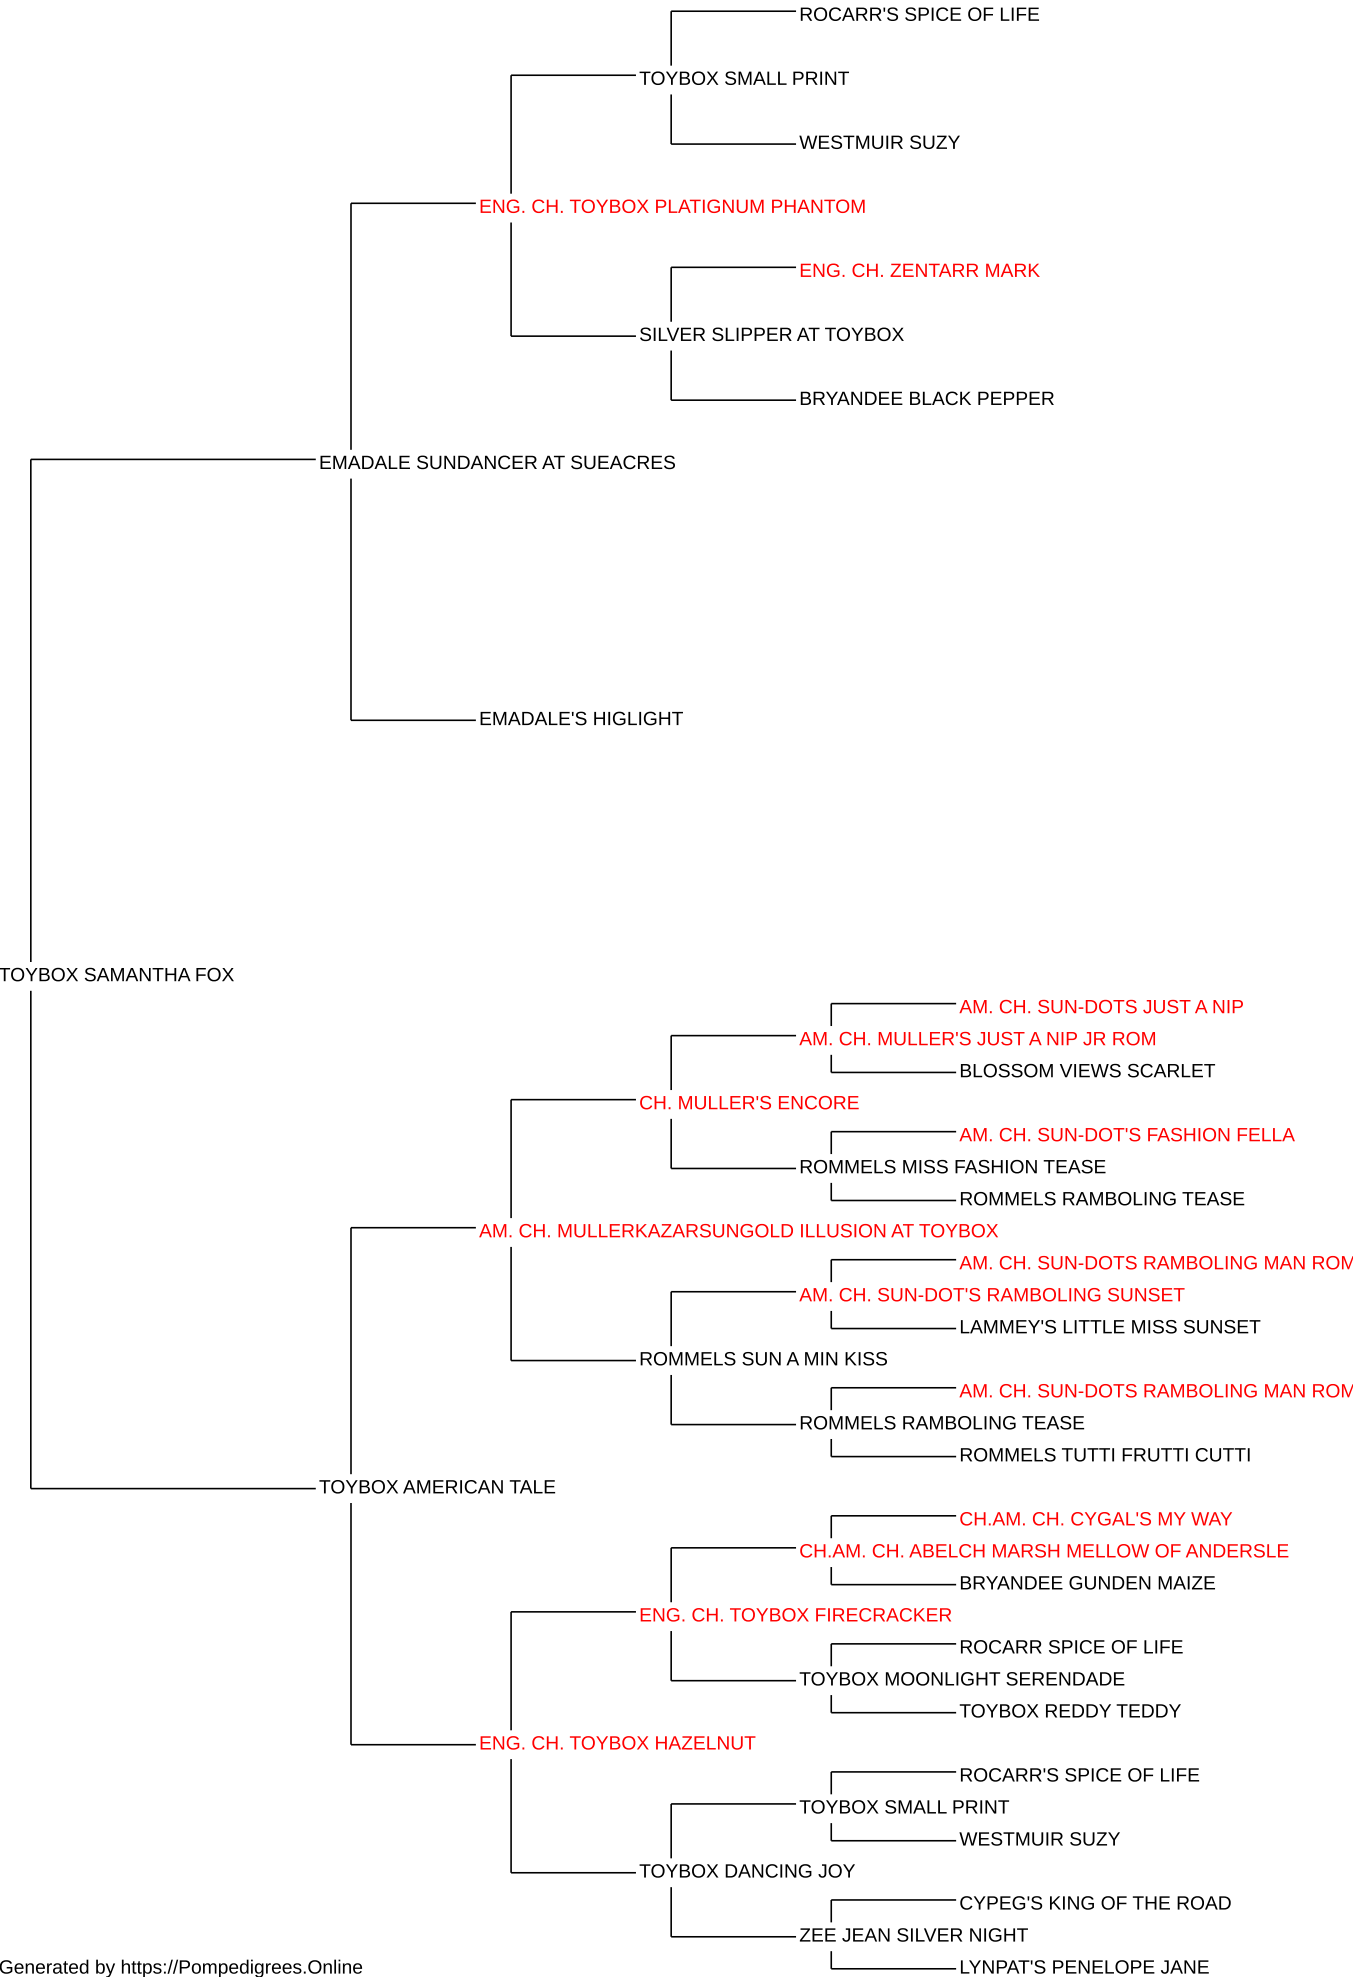 ROCARR'S SPICE OF LIFE
TOYBOX SMALL PRINT
WESTMUIR SUZY
ENG. CH. TOYBOX PLATIGNUM PHANTOM
ENG. CH. ZENTARR MARK
SILVER SLIPPER AT TOYBOX
BRYANDEE BLACK PEPPER
EMADALE SUNDANCER AT SUEACRES
EMADALE'S HIGLIGHT
TOYBOX SAMANTHA FOX
AM. CH. SUN-DOTS JUST A NIP
AM. CH. MULLER'S JUST A NIP JR ROM
BLOSSOM VIEWS SCARLET
CH. MULLER'S ENCORE
AM. CH. SUN-DOT'S FASHION FELLA
ROMMELS MISS FASHION TEASE
ROMMELS RAMBOLING TEASE
AM. CH. MULLERKAZARSUNGOLD ILLUSION AT TOYBOX
AM. CH. SUN-DOTS RAMBOLING MAN ROM
AM. CH. SUN-DOT'S RAMBOLING SUNSET
LAMMEY'S LITTLE MISS SUNSET
ROMMELS SUN A MIN KISS
AM. CH. SUN-DOTS RAMBOLING MAN ROM
ROMMELS RAMBOLING TEASE
ROMMELS TUTTI FRUTTI CUTTI
TOYBOX AMERICAN TALE
CH.AM. CH. CYGAL'S MY WAY
CH.AM. CH. ABELCH MARSH MELLOW OF ANDERSLE
BRYANDEE GUNDEN MAIZE
ENG. CH. TOYBOX FIRECRACKER
ROCARR SPICE OF LIFE
TOYBOX MOONLIGHT SERENDADE
TOYBOX REDDY TEDDY
ENG. CH. TOYBOX HAZELNUT
ROCARR'S SPICE OF LIFE
TOYBOX SMALL PRINT
WESTMUIR SUZY
TOYBOX DANCING JOY
CYPEG'S KING OF THE ROAD
ZEE JEAN SILVER NIGHT
LYNPAT'S PENELOPE JANE
Generated by https://Pompedigrees.Online